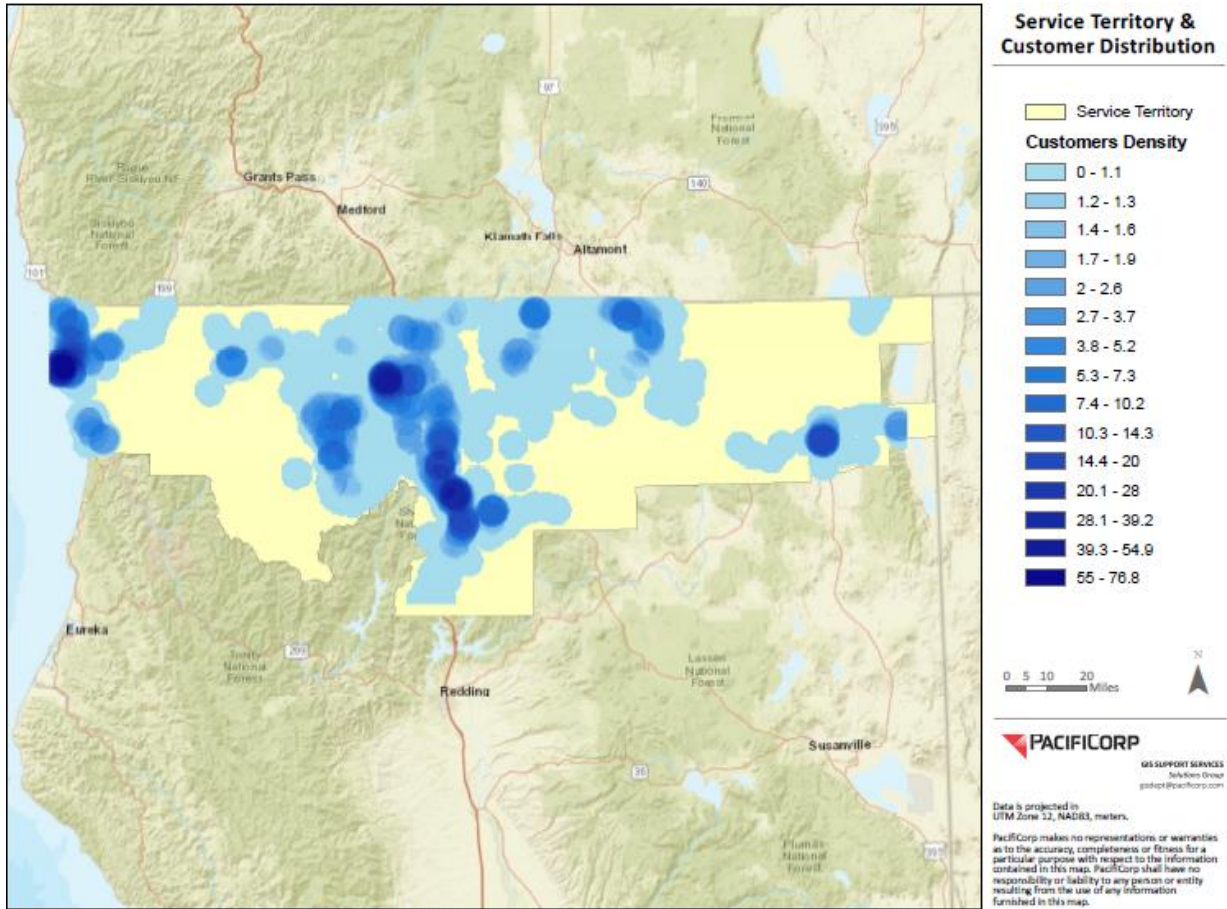 Service Territory &
Customer Distribution
Service Territory
Customers Density
0 - 1.1
1.2 - 1.3
1.4 - 1.6
1.7 - 1.9
2 - 2.6
2.7 - 3.7
3.8 - 5.2
5.3 - 7.3
7.4 - 10.2
10.3 - 14.3
14.4 - 20
20.1 - 28
28.1 - 39.2
39.3 - 54.9
55 - 76.8
N
0 5 10 20
Miles
PACIFICORP
GIS SUPPORT SERVICES
Solutions Group
Data is projected in
UTM Zone 12, NAD83, meters.
PacifiCorp makes no representations or warranties
as to the accuracy, completeness or fitness for a
particular purpose with respect to the information
contained in this map. PacifiCorp shall have no
responsibility or liability to any person or entity
resulting from the use of any information
furnished in this map.
97
Fremont
National
Forest
395
Rogue
River-Siskiyou NF
Grants Pass
140
Medford
Siskiyou
National
Forest
Klamath Falls
Altamont
101
199
Eureka
Trinity
National
Forest
299
Lassen
National
Forest
Redding
Susanville
36
Plumas
National
Forest
395